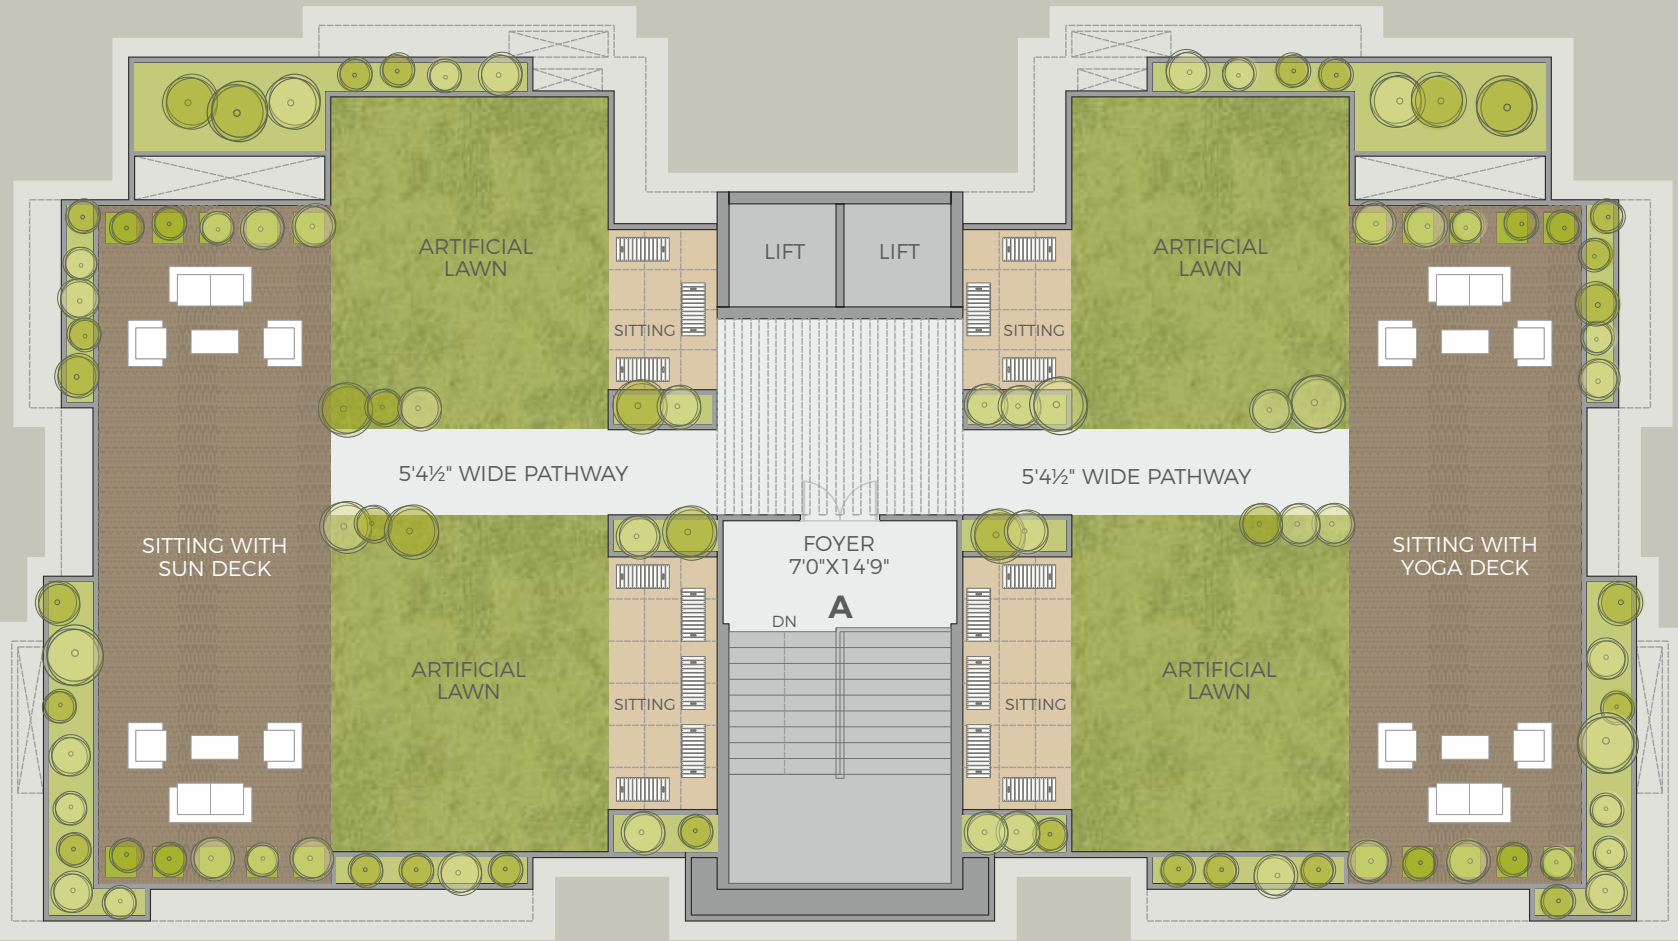 ARTIFICIAL
LAWN
LIFT
LIFT
ARTIFICIAL
LAWN
SITTING
SITTING
5'4½" WIDE PATHWAY
5'4½" WIDE PATHWAY
SITTING WITH
SUN DECK
FOYER
7'0"X14'9"
A
DN
SITTING WITH
YOGA DECK
ARTIFICIAL
LAWN
SITTING
SITTING
ARTIFICIAL
LAWN